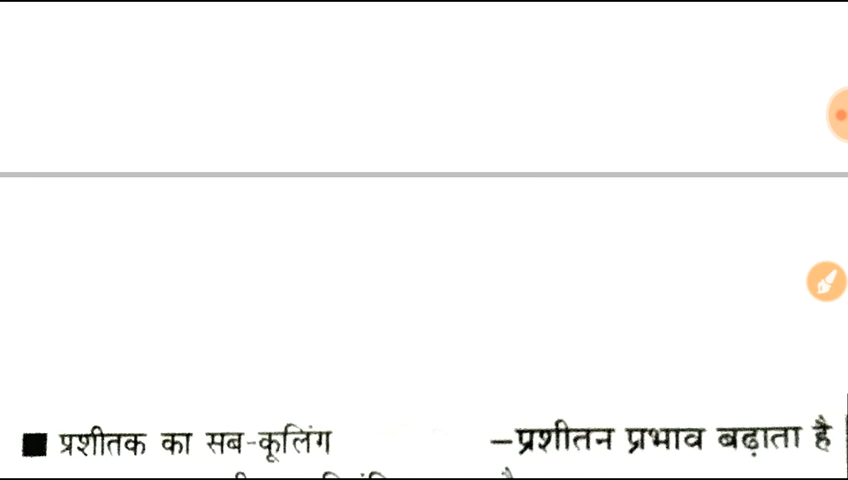 ■ प्रशीतक का सब-कूलिंग –प्रशीतन प्रभाव बढ़ाता है